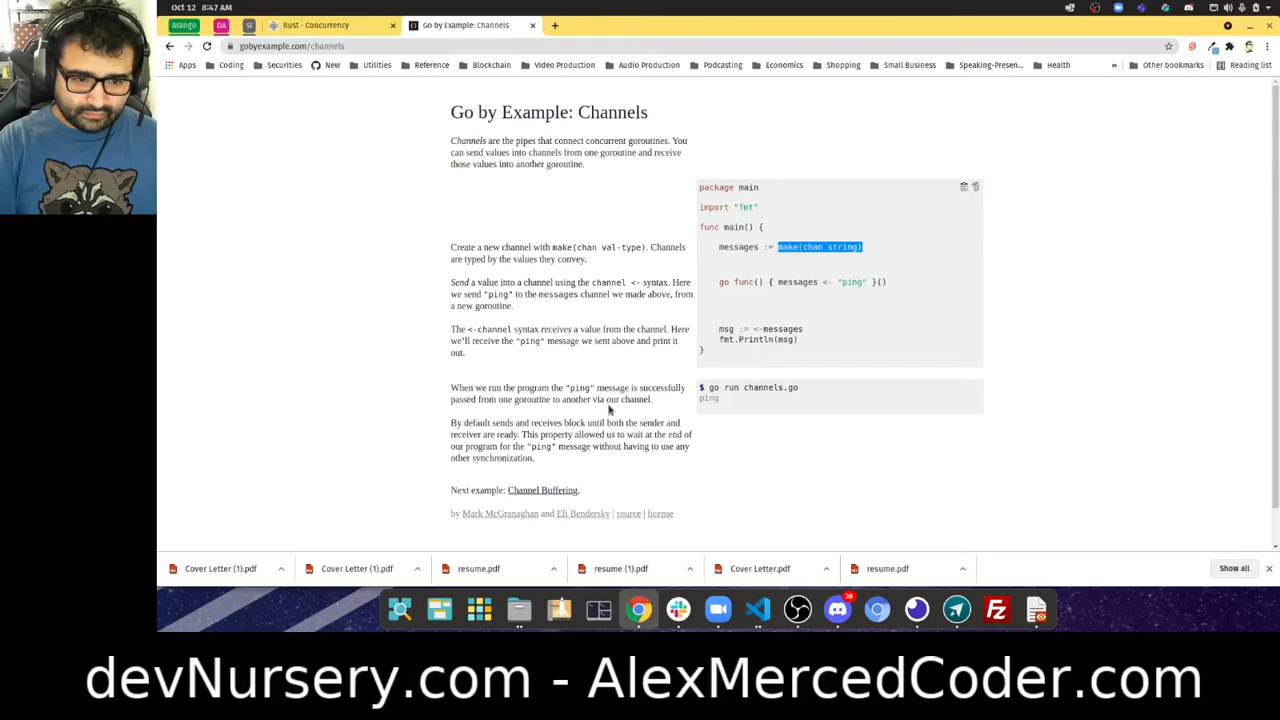 Oct 12 8:47 AM
Arango
DA
SI
Rust - Concurrency
Go by Example: Channels
gobyexample.com/channels
Apps
Coding
Securities
New
Utilities
Reference
Blockchain
Video Production
Audio Production
Podcasting
Economics
Shopping
Small Business
Speaking-Presen...
Health
»
Other bookmarks
Reading list
Go by Example: Channels
Channels are the pipes that connect concurrent goroutines. You
can send values into channels from one goroutine and receive
those values into another goroutine.
package main
import "fmt"
func main() {
Create a new channel with make(chan val-type). Channels
are typed by the values they convey.
messages := make(chan string)
Send a value into a channel using the channel <- syntax. Here
we send "ping" to the messages channel we made above, from
a new goroutine.
go func() { messages <- "ping" }()
The <-channel syntax receives a value from the channel. Here
we'll receive the "ping" message we sent above and print it
out.
msg := <-messages
fmt.Println(msg)
}
When we run the program the "ping" message is successfully
passed from one goroutine to another via our channel.
$ go run channels.go
ping
By default sends and receives block until both the sender and
receiver are ready. This property allowed us to wait at the end of
our program for the "ping" message without having to use any
other synchronization.
Next example: Channel Buffering.
by Mark McGranaghan and Eli Bendersky | source | license
Cover Letter (1).pdf
Cover Letter (1).pdf
resume.pdf
resume (1).pdf
Cover Letter.pdf
resume.pdf
Show all
36
devNursery.com - AlexMercedCoder.com